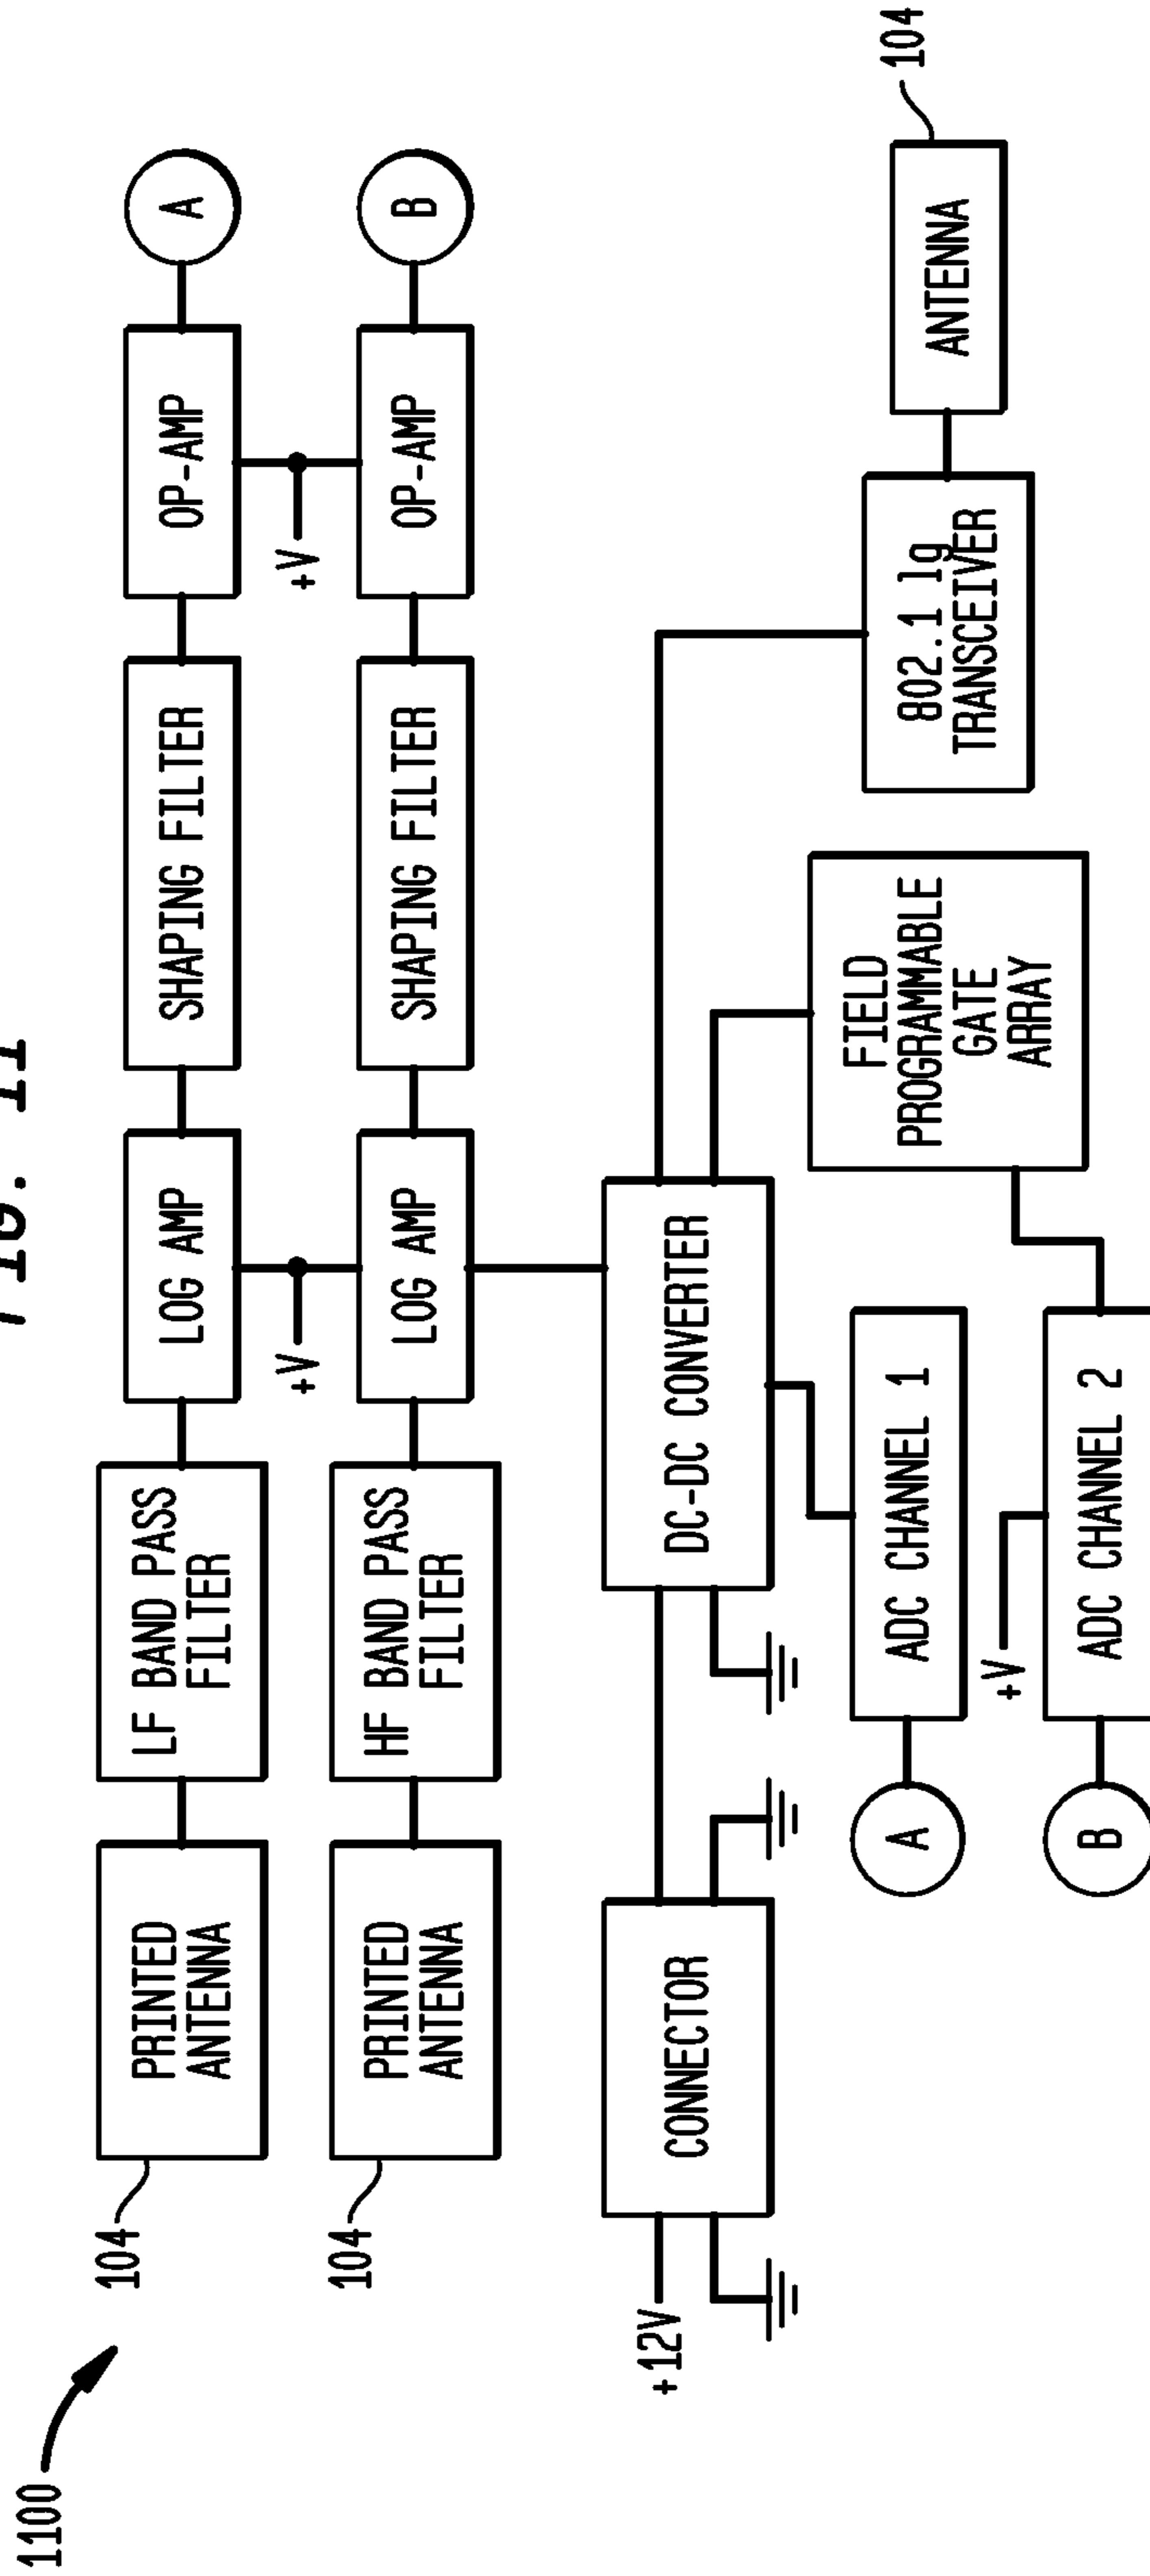 FIG. 11
1100
104
PRINTED
ANTENNA
LF BAND PASS
FILTER
LOG AMP
SHAPING FILTER
OP-AMP
A
+V
+V
104
PRINTED
ANTENNA
HF BAND PASS
FILTER
LOG AMP
SHAPING FILTER
OP-AMP
B
+12V
CONNECTOR
DC-DC CONVERTER
FIELD
PROGRAMMABLE
GATE
ARRAY
802.1 1g
TRANSCEIVER
ANTENNA
104
A
ADC CHANNEL 1
+V
B
ADC CHANNEL 2